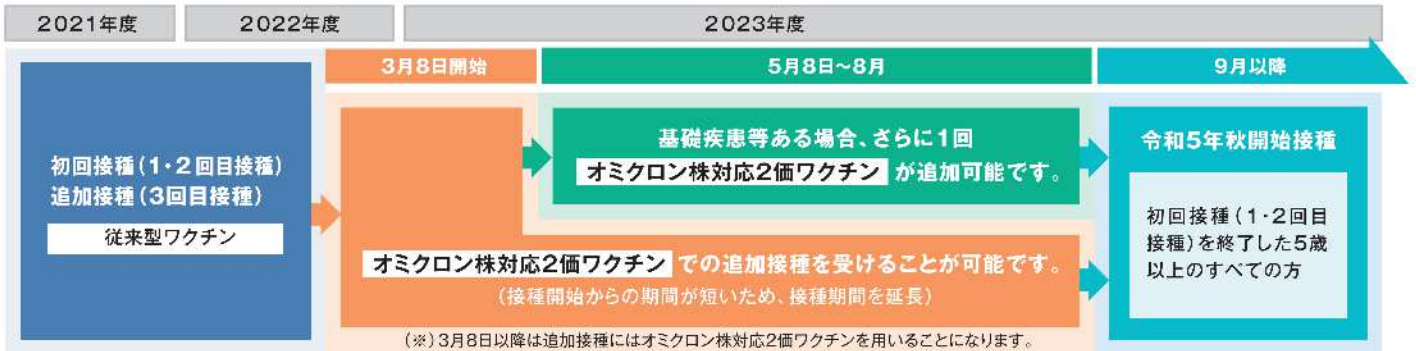 2021年度
2022年度
2023年度
3月8日開始
5月8日~8月
9月以降
初回接種(1・2回目接種)
追加接種(3回目接種)
従来型ワクチン
基礎疾患等ある場合、さらに1回
オミクロン株対応2価ワクチン が追加可能です。
オミクロン株対応2価ワクチン での追加接種を受けることが可能です。
(接種開始からの期間が短いため、接種期間を延長)
令和5年秋開始接種
初回接種(1・2回目
接種)を終了した5歳
以上のすべての方
(※)3月8日以降は追加接種にはオミクロン株対応2価ワクチンを用いることになります。